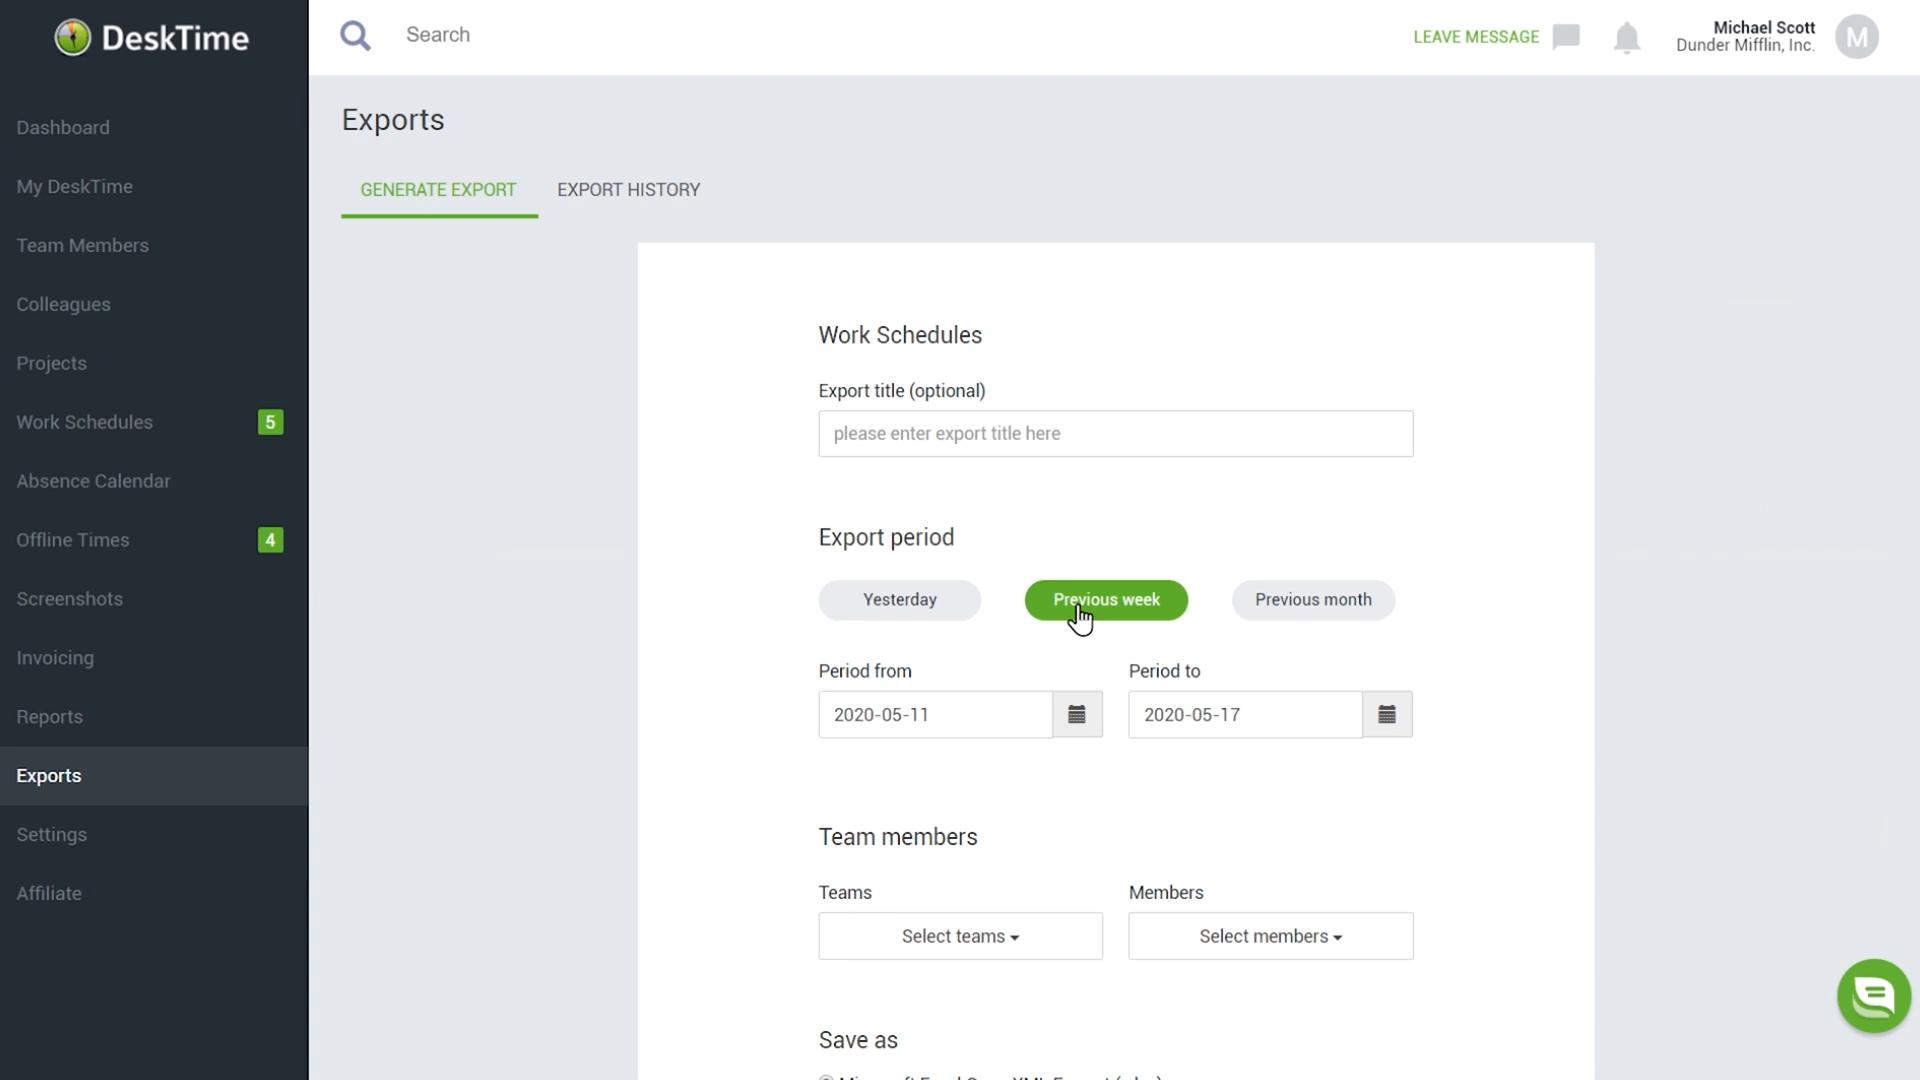 DeskTime
Search
LEAVE MESSAGE
Michael Scott
Dunder Mifflin, Inc.
M
Dashboard
My DeskTime
Team Members
Colleagues
Projects
Work Schedules 5
Absence Calendar
Offline Times 4
Screenshots
Invoicing
Reports
Exports
Settings
Affiliate
Exports
GENERATE EXPORT EXPORT HISTORY
Work Schedules
Export title (optional)
please enter export title here
Export period
Yesterday Previous week Previous month
Period from Period to
2020-05-11 2020-05-17
Team members
Teams Members
Select teams Select members
Save as